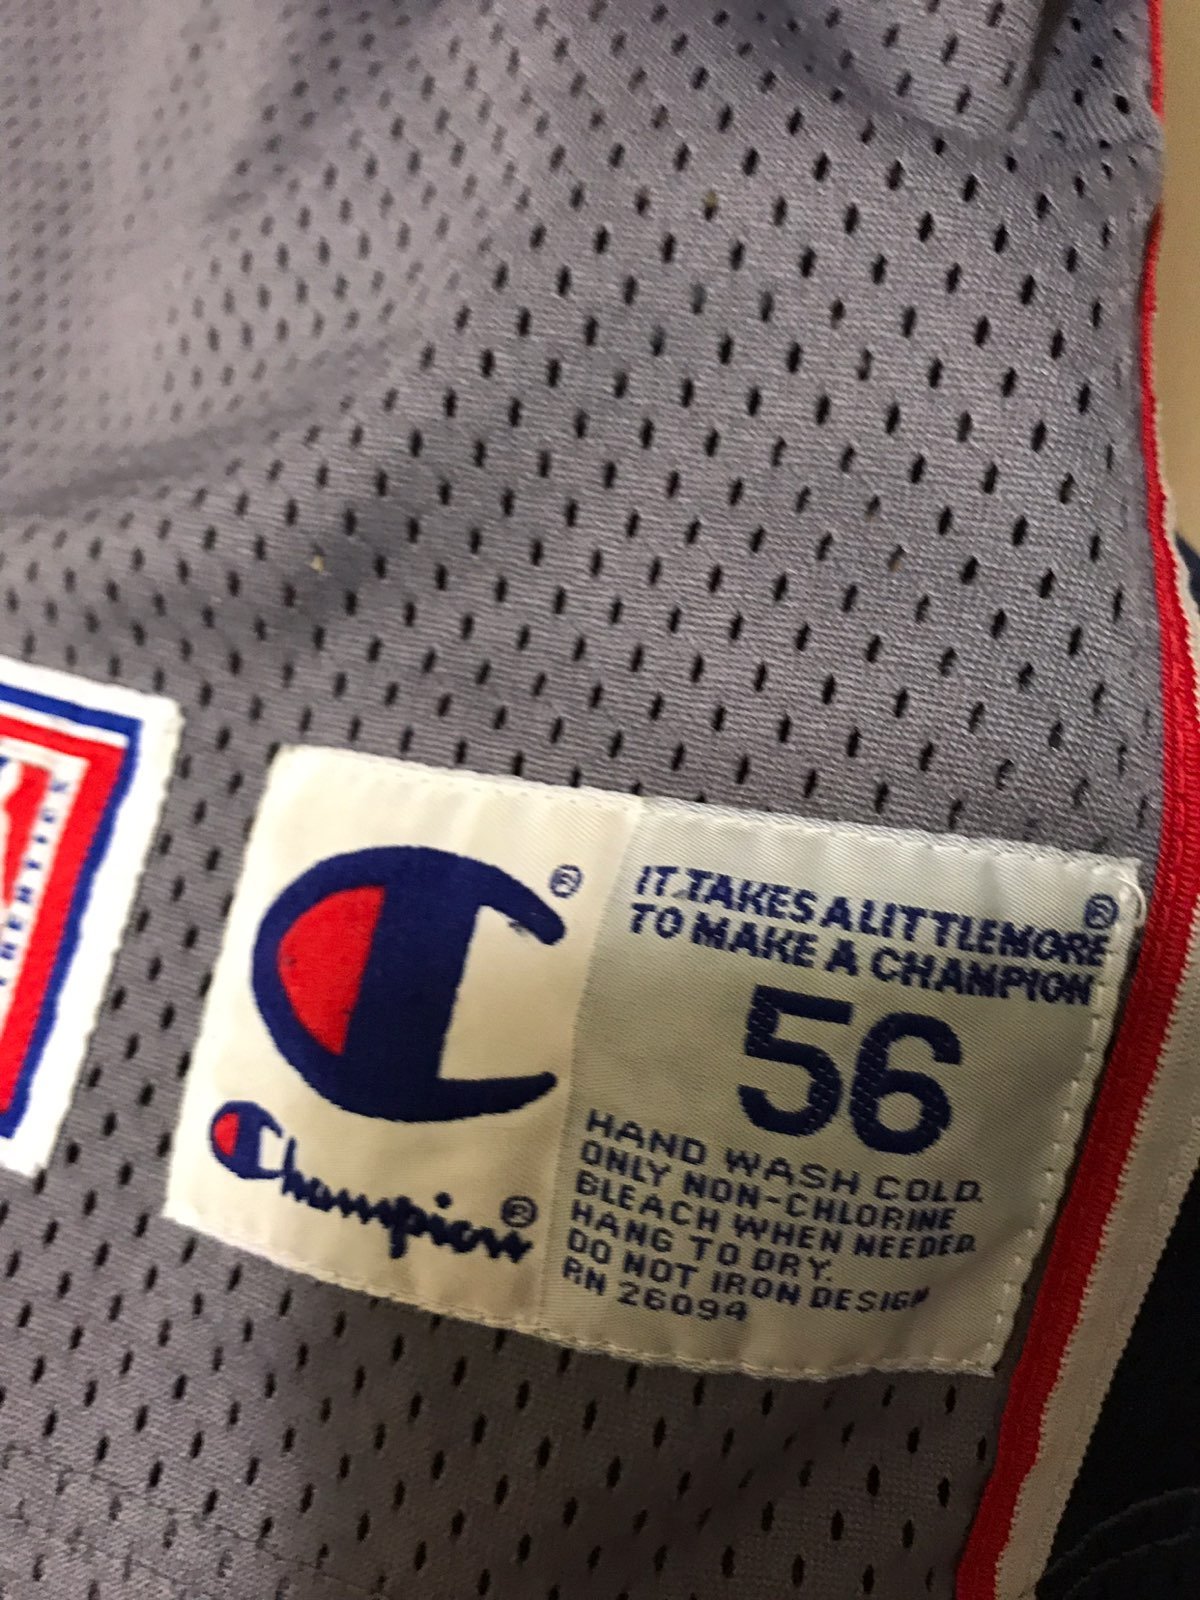 ®
IT TAKES A LITTLE MORE®
TO MAKE A CHAMPION
56
Champion®
HAND WASH COLD.
ONLY NON-CHLORINE
BLEACH WHEN NEEDED.
HANG TO DRY.
DO NOT IRON DESIGN
RN 26094